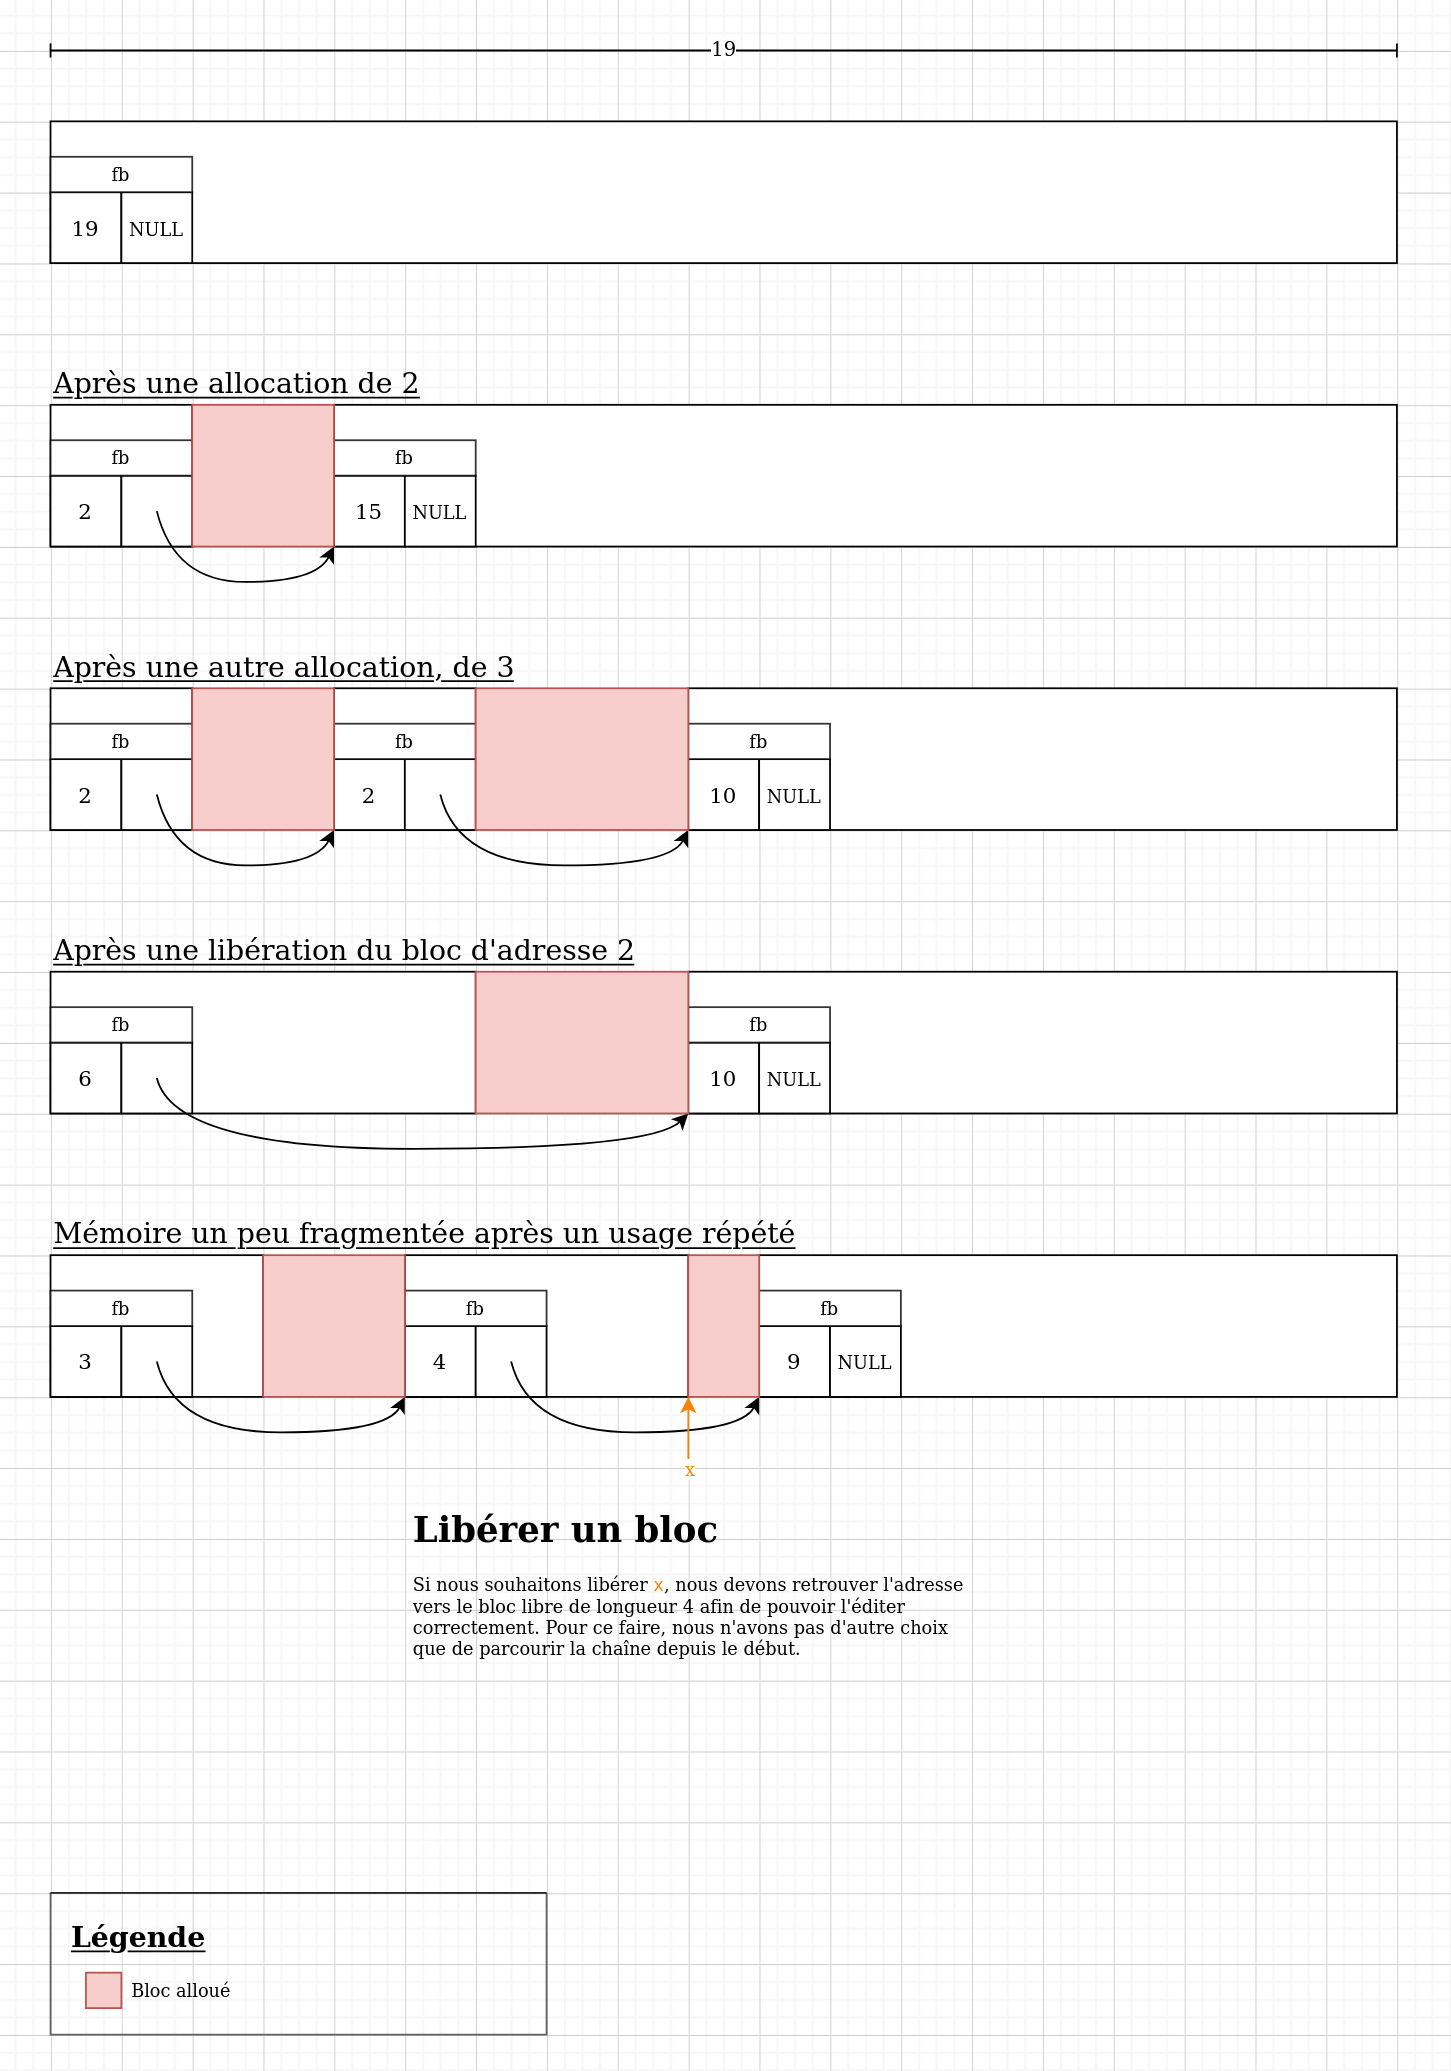 19
fb
19 NULL
Après une allocation de 2
fb fb
2 15 NULL
Après une autre allocation, de 3
fb fb fb
2 2 10 NULL
Après une libération du bloc d'adresse 2
fb fb
6 10 NULL
Mémoire un peu fragmentée après un usage répété
fb fb fb
3 4 9 NULL
x
Libérer un bloc
Si nous souhaitons libérer x, nous devons retrouver l'adresse
vers le bloc libre de longueur 4 afin de pouvoir l'éditer
correctement. Pour ce faire, nous n'avons pas d'autre choix
que de parcourir la chaîne depuis le début.
Légende
Bloc alloué